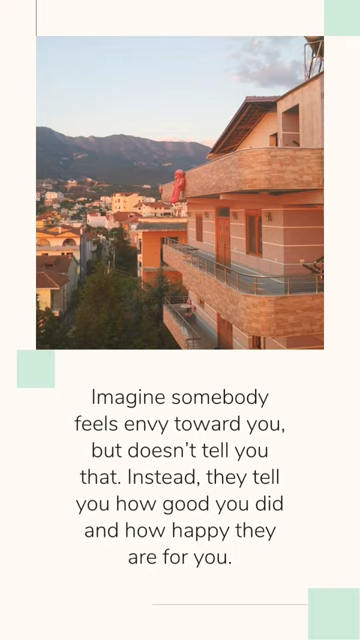 Imagine somebody
feels envy toward you,
but doesn’t tell you
that. Instead, they tell
you how good you did
and how happy they
are for you.